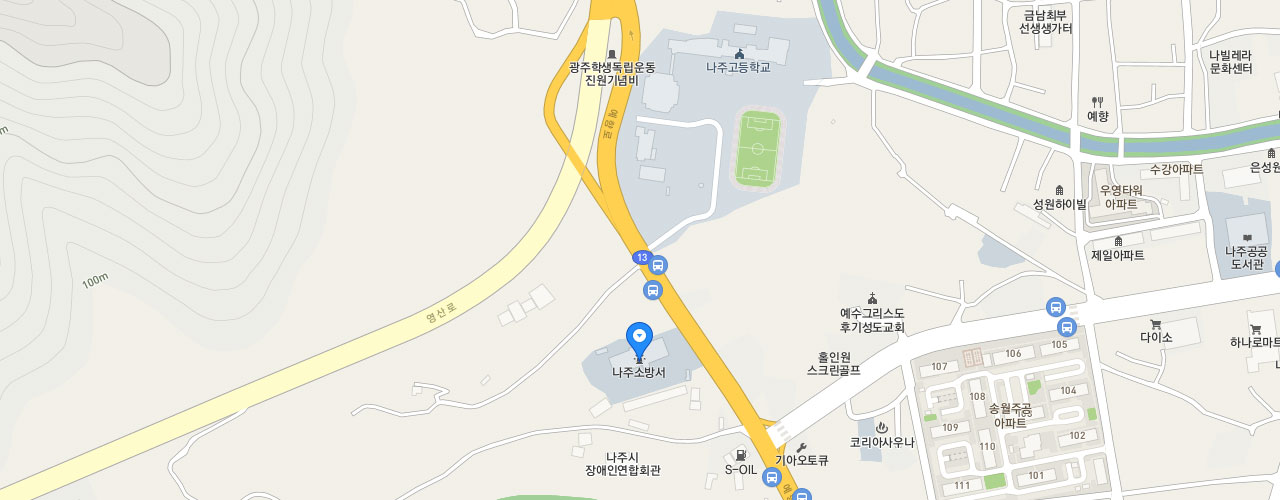 금남최부
선생생가터
나빌레라
문화센터
광주학생독립운동
진원기념비
나주고등학교
예향로
예향
m
수강아파트
은성원
우영타워
아파트
성원하이빌
제일아파트
나주공공
도서관
13
100m
영산로
예수그리스도
후기성도교회
다이소
하나로마트
홀인원
스크린골프
나주소방서
107
106
105
108
104
송월주공
아파트
103
109
110
102
코리아사우나
101
111
나주시
장애인연합회관
S-OIL
기아오토큐
예